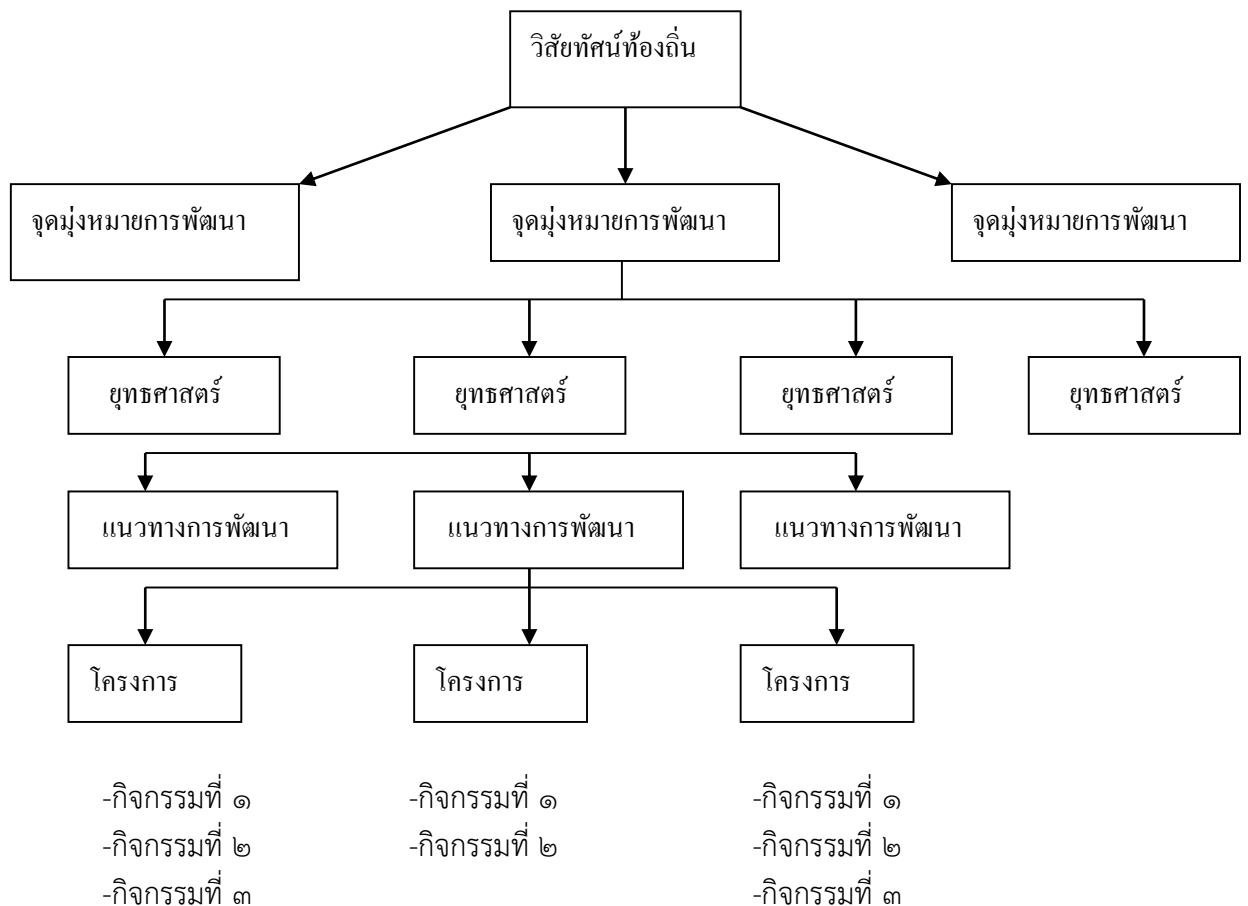 วิสัยทัศน์ท้องถิ่น
จุดมุ่งหมายการพัฒนา
จุดมุ่งหมายการพัฒนา
จุดมุ่งหมายการพัฒนา
ยุทธศาสตร์
ยุทธศาสตร์
ยุทธศาสตร์
ยุทธศาสตร์
แนวทางการพัฒนา
แนวทางการพัฒนา
แนวทางการพัฒนา
โครงการ
โครงการ
โครงการ
-กิจกรรมที่ ๑
-กิจกรรมที่ ๒
-กิจกรรมที่ ๓
-กิจกรรมที่ ๑
-กิจกรรมที่ ๒
-กิจกรรมที่ ๑
-กิจกรรมที่ ๒
-กิจกรรมที่ ๓